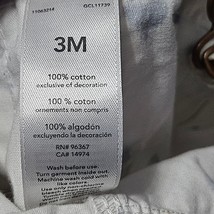 GCL11739
3M
100% cotton
exclusive of decoration
100 % coton
ornements non compris
100% algodón
excluyendo la decoración
RN# 96367
CA# 14974
Wash before use:
Turn garment inside out,
Machine wash cold with
like colors.